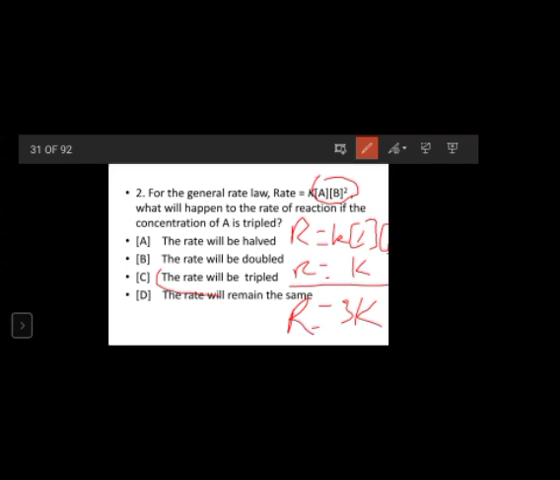 31 OF 92
• 2. For the general rate law, Rate = K[A][B]²,
what will happen to the rate of reaction if the
concentration of A is tripled?
• [A] The rate will be halved
• [B] The rate will be doubled
• [C] The rate will be tripled
• [D] The rate will remain the same
R = k[1][
R = K
R = 3K